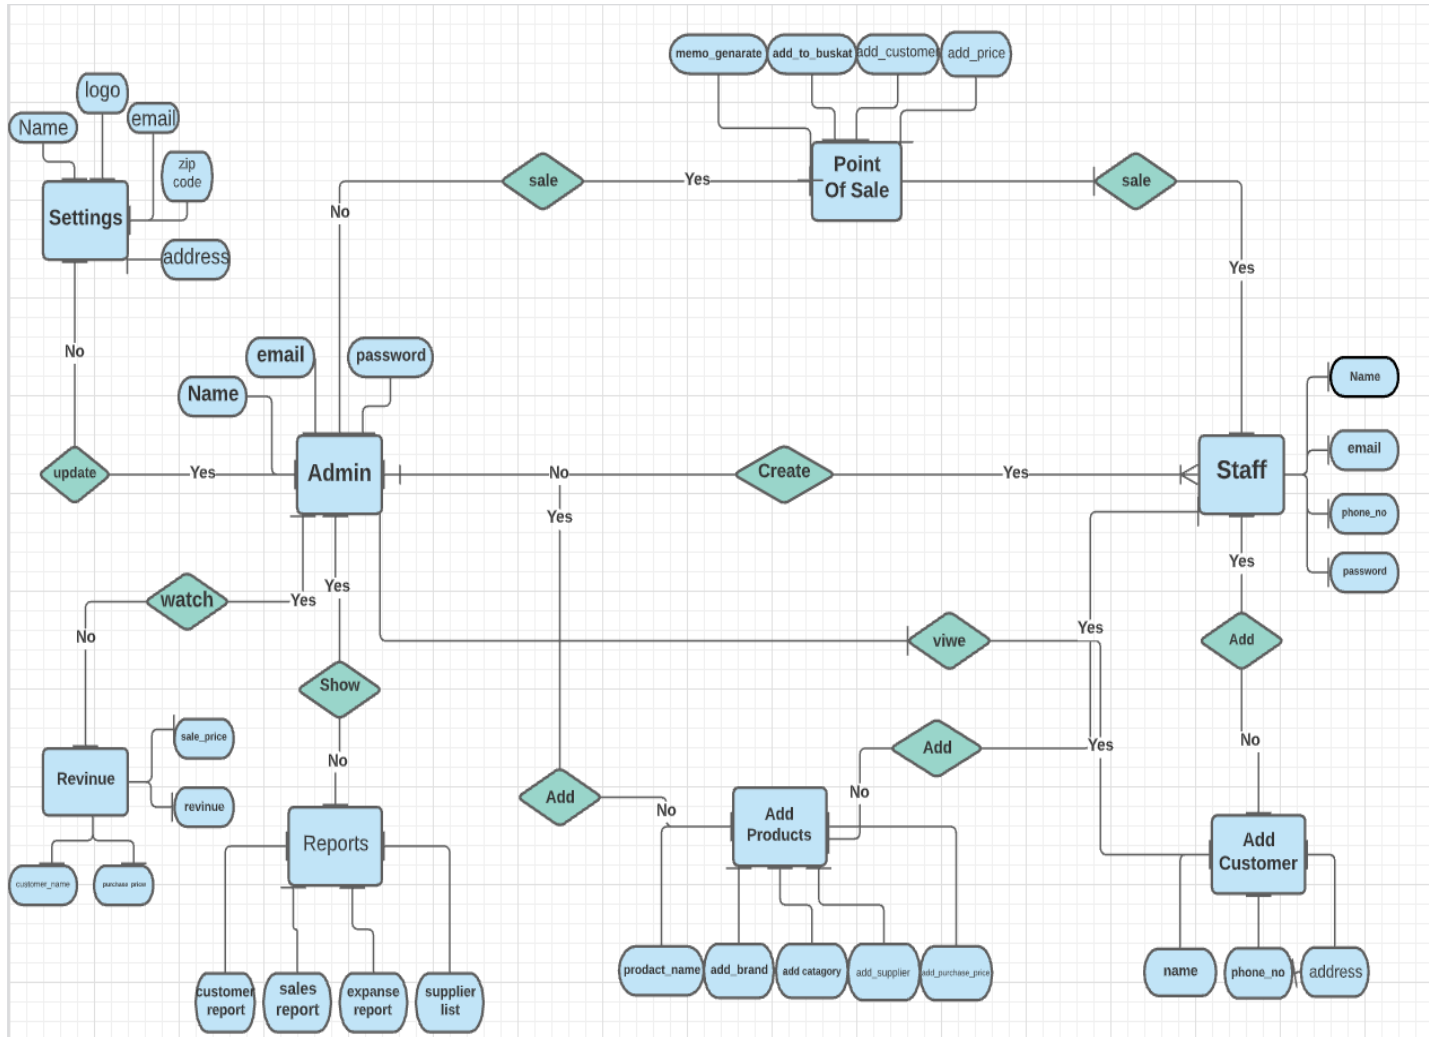 memo_genarate
add_to_buskat
add_customer
add_price
logo
Name
email
zip
code
Settings
address
sale
Yes
Point
Of Sale
sale
No
Yes
No
email
password
Name
Name
email
phone_no
password
update
Yes
Admin
No
Create
Yes
Staff
Yes
Yes
Yes
watch
Yes
No
Yes
viwe
Add
Show
sale_price
No
Yes
Add
No
Revinue
revinue
No
Add
No
Add
Products
Reports
Add
Customer
customer_name
purchase price
customer
report
sales
report
expanse
report
supplier
list
prodact_name
add_brand
add catagory
add_supplier
add_purchase_price
name
phone_no
address